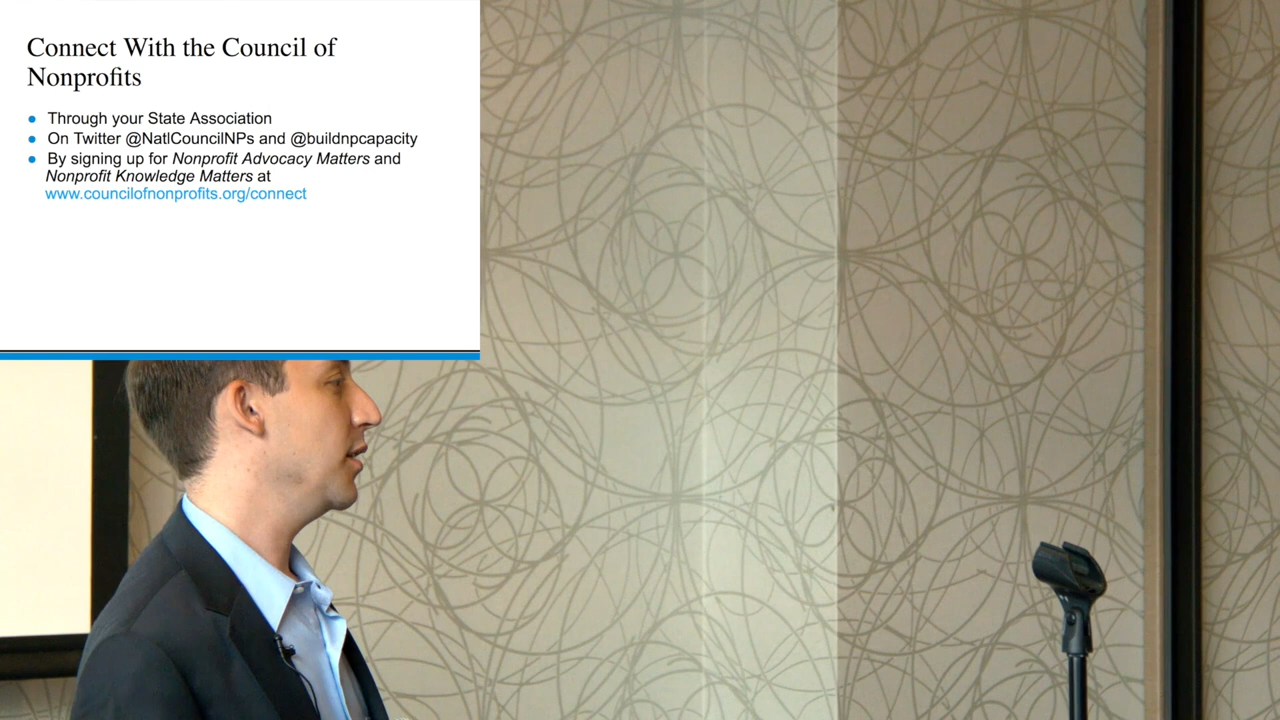 Connect With the Council of
Nonprofits
● Through your State Association
● On Twitter @NatlCouncilNPs and @buildnpcapacity
● By signing up for Nonprofit Advocacy Matters and
Nonprofit Knowledge Matters at
www.councilofnonprofits.org/connect